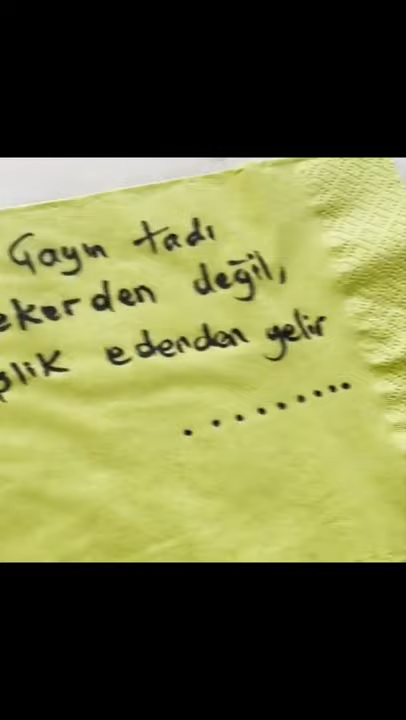 Çayın tadı
ekerden değil,
şlik edenden gelir
..........